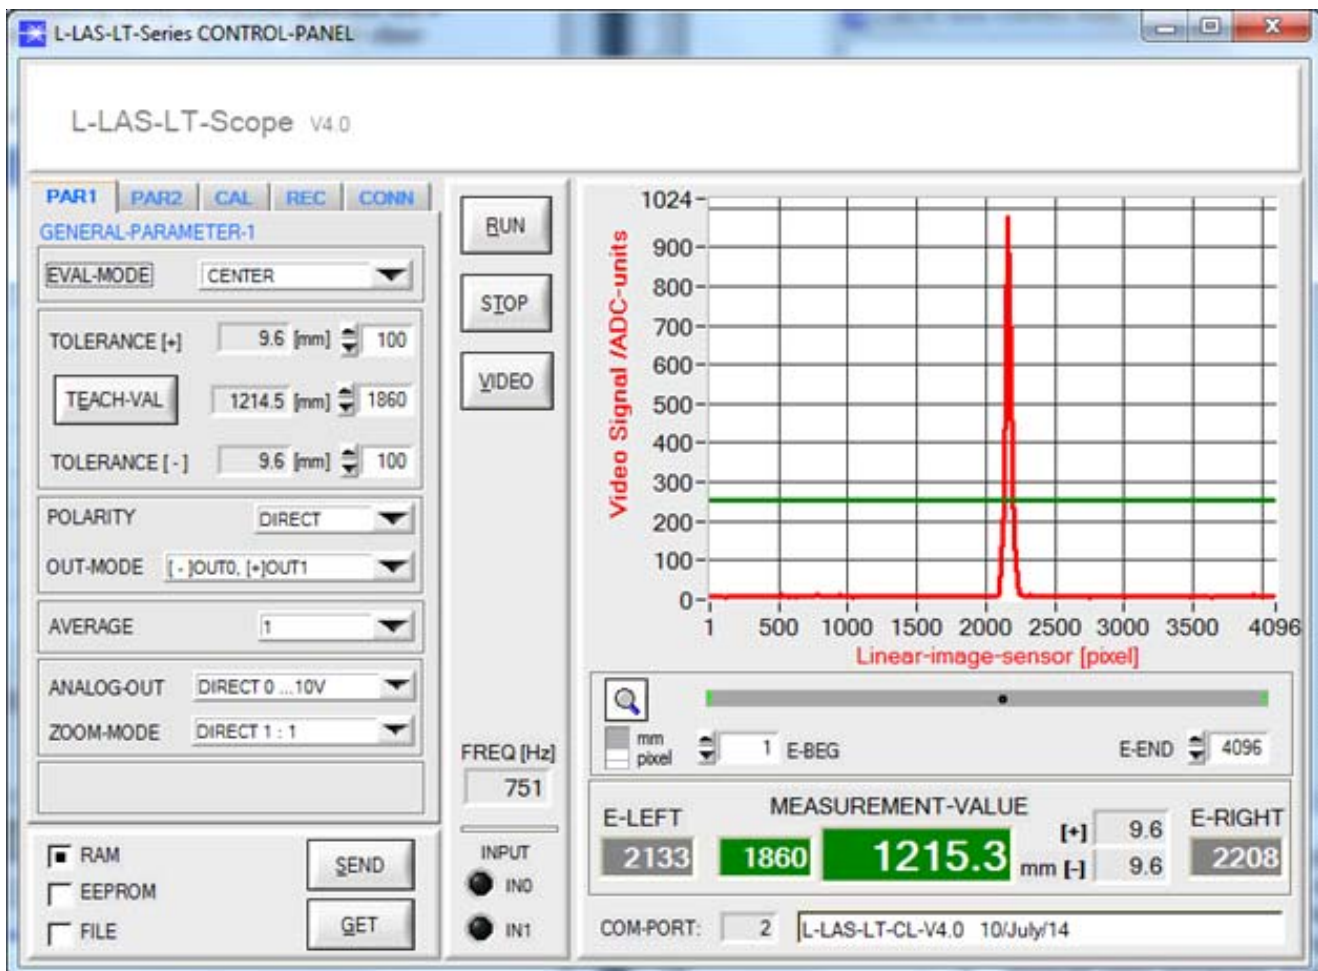 L-LAS-LT-Series CONTROL-PANEL
L-LAS-LT-Scope V4.0
PAR1 PAR2 CAL REC CONN
GENERAL-PARAMETER-1
EVAL-MODE CENTER
TOLERANCE [+] 9.6 [mm] 100
TEACH-VAL 1214.5 [mm] 1860
TOLERANCE [-] 9.6 [mm] 100
POLARITY DIRECT
OUT-MODE [-]OUT0, [+]OUT1
AVERAGE 1
ANALOG-OUT DIRECT 0 ...10V
ZOOM-MODE DIRECT 1 : 1
RAM
EEPROM
FILE
SEND
GET
RUN
STOP
VIDEO
FREQ [Hz]
751
INPUT
IN0
IN1
Video Signal /ADC-units
1024
900
800
700
600
500
400
300
200
100
0
1 500 1000 1500 2000 2500 3000 3500 4096
Linear-image-sensor [pixel]
mm
pixel
1 E-BEG
E-END 4096
MEASUREMENT-VALUE
E-LEFT
2133
1860
1215.3 mm
[+] 9.6
[-] 9.6
E-RIGHT
2208
COM-PORT: 2 L-LAS-LT-CL-V4.0 10/July/14